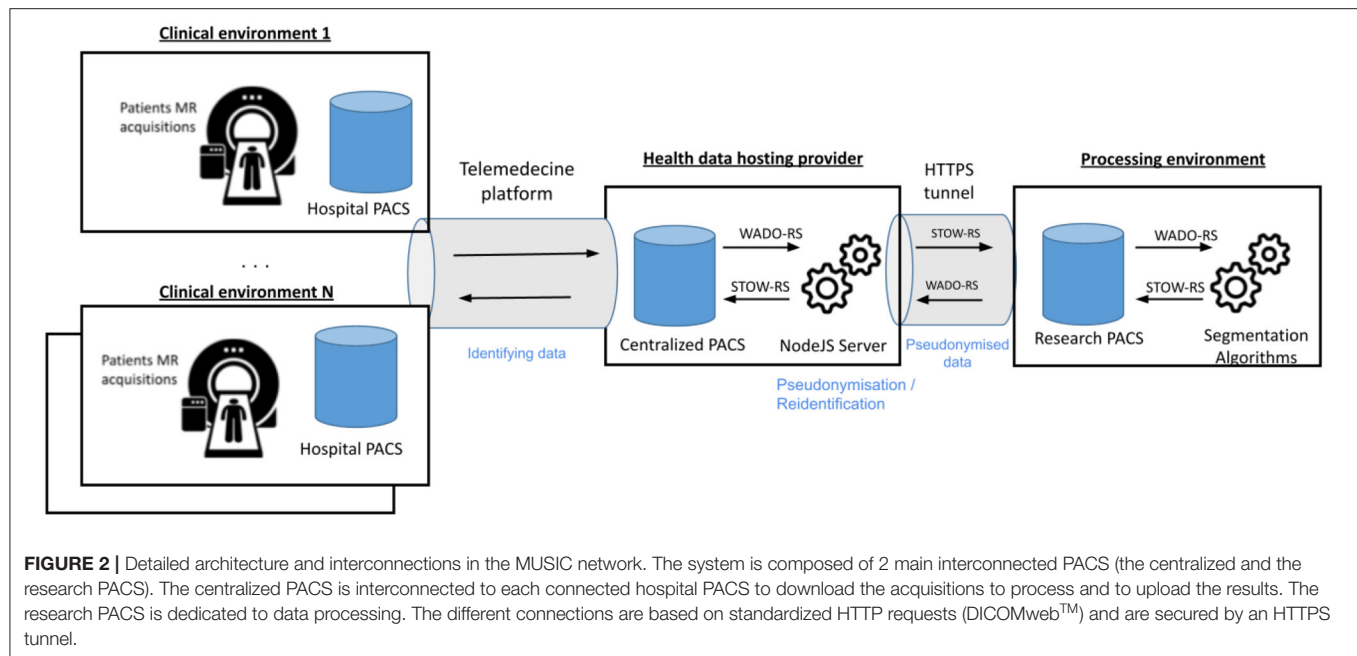 Clinical environment 1
Patients MR
acquisitions
Hospital PACS
. . .
Clinical environment N
Patients MR
acquisitions
Hospital PACS
Telemedecine
platform
Identifying data
Health data hosting provider
WADO-RS
STOW-RS
Centralized PACS
NodeJS Server
Pseudonymisation /
Reidentification
HTTPS
tunnel
STOW-RS
WADO-RS
Pseudonymised
data
Processing environment
WADO-RS
STOW-RS
Research PACS
Segmentation
Algorithms
FIGURE 2 | Detailed architecture and interconnections in the MUSIC network. The system is composed of 2 main interconnected PACS (the centralized and the
research PACS). The centralized PACS is interconnected to each connected hospital PACS to download the acquisitions to process and to upload the results. The
research PACS is dedicated to data processing. The different connections are based on standardized HTTP requests (DICOMweb™) and are secured by an HTTPS
tunnel.